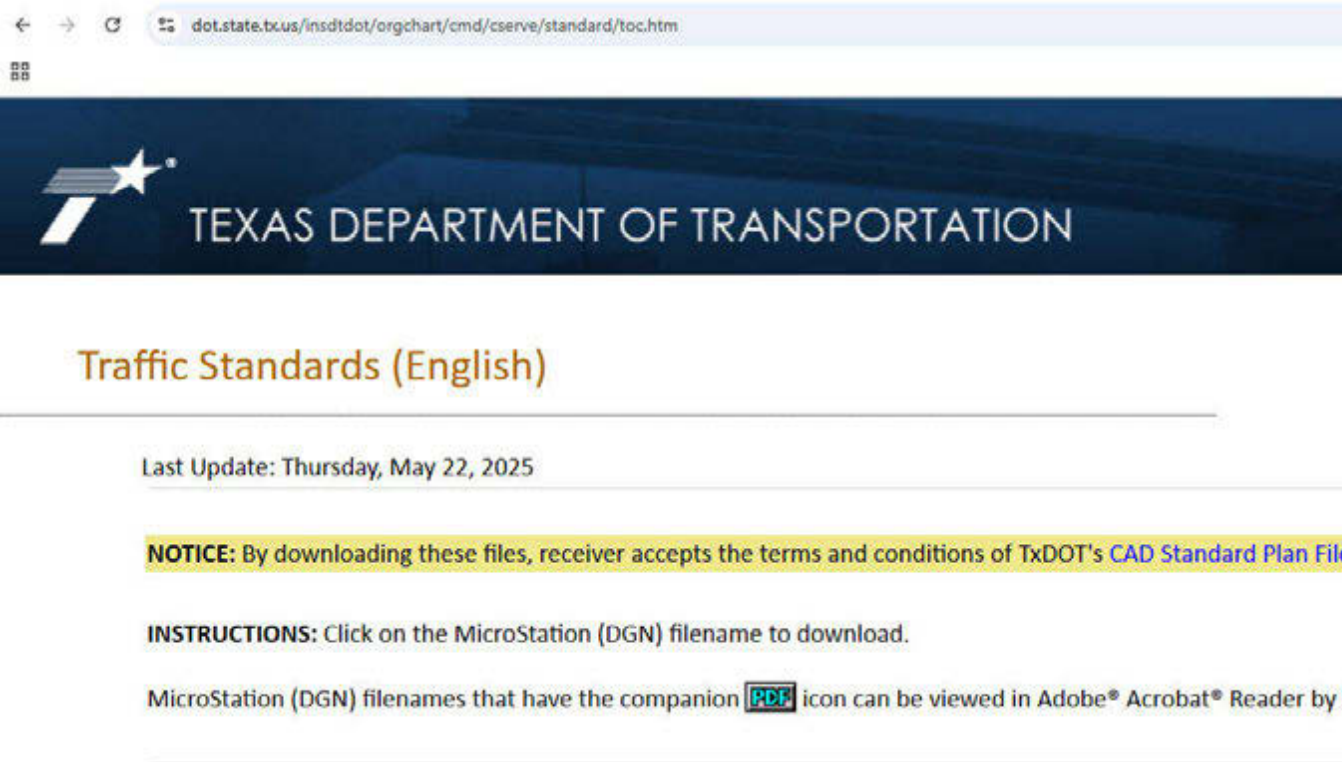 dot.state.tx.us/insdtdot/orgchart/cmd/cserve/standard/toc.htm
TEXAS DEPARTMENT OF TRANSPORTATION
Traffic Standards (English)
Last Update: Thursday, May 22, 2025
NOTICE: By downloading these files, receiver accepts the terms and conditions of TxDOT's CAD Standard Plan File
INSTRUCTIONS: Click on the MicroStation (DGN) filename to download.
MicroStation (DGN) filenames that have the companion PDF icon can be viewed in Adobe® Acrobat® Reader by